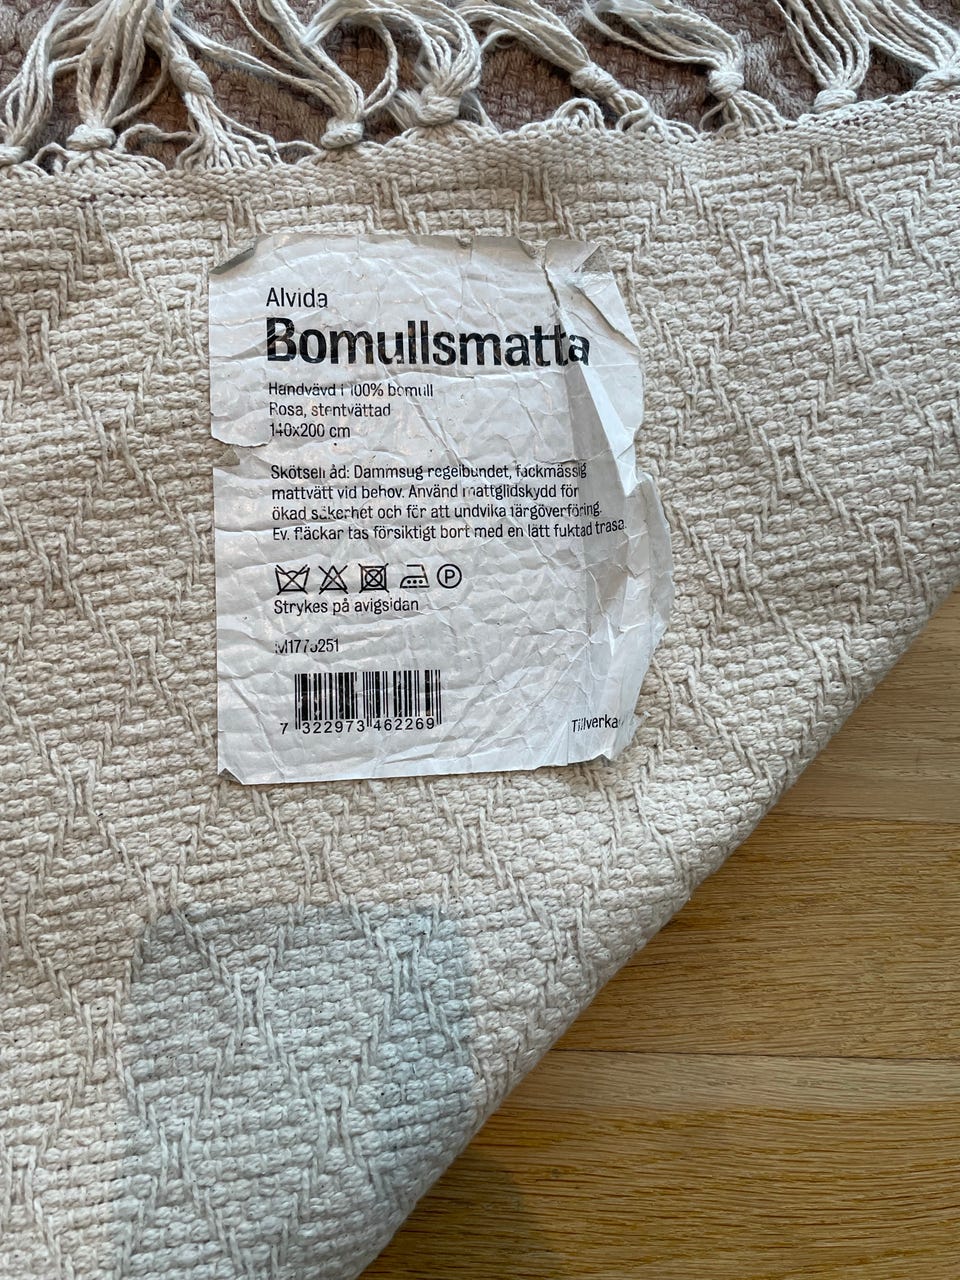 Alvida
Bomullsmatta
Handvävd i 100% bomull
Rosa, stentvättad
140x200 cm
Skötselråd: Dammsug regelbundet, fackmässig
mattvätt vid behov. Använd mattglidskydd för
ökad säkerhet och för att undvika färgöverföring.
Ev. fläckar tas försiktigt bort med en lätt fuktad trasa.
P
Strykes på avigsidan
7 322973 462269